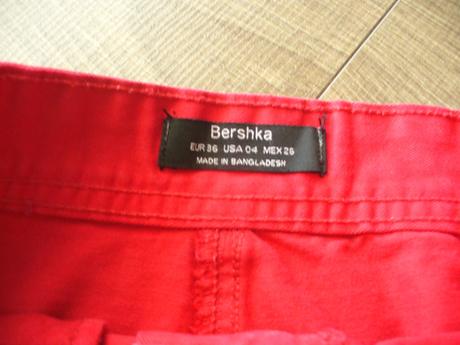 Bershka
EUR 36 USA 04 MEX 26
MADE IN BANGLADESH